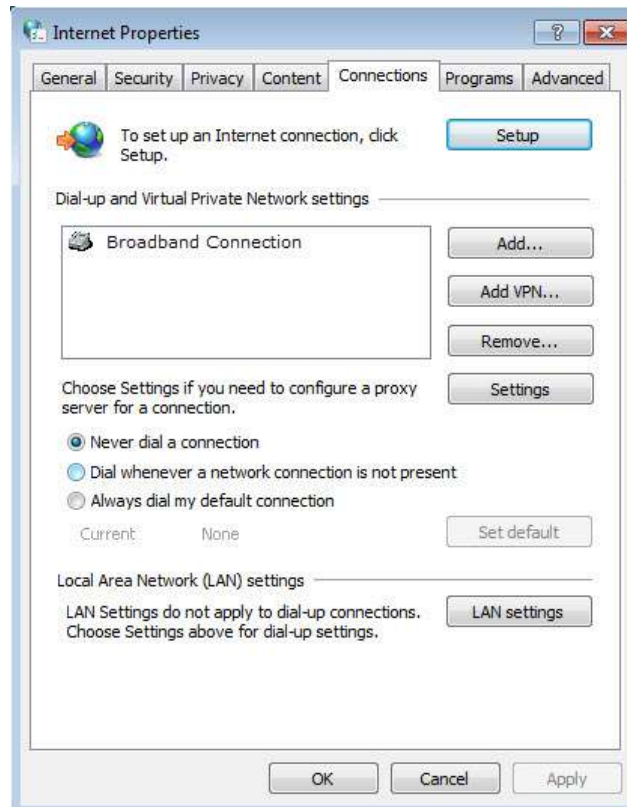 Internet Properties
General Security Privacy Content Connections Programs Advanced
To set up an Internet connection, click
Setup.
Setup
Dial-up and Virtual Private Network settings
Broadband Connection
Add...
Add VPN...
Remove...
Choose Settings if you need to configure a proxy
server for a connection.
Settings
Never dial a connection
Dial whenever a network connection is not present
Always dial my default connection
Current None Set default
Local Area Network (LAN) settings
LAN Settings do not apply to dial-up connections.
Choose Settings above for dial-up settings.
LAN settings
OK Cancel Apply